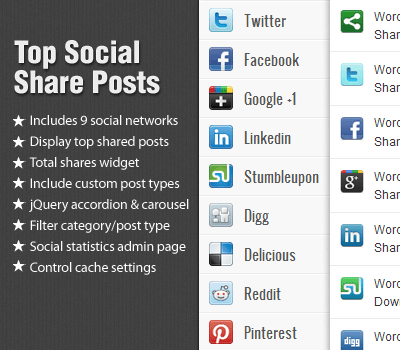 Top Social
Share Posts
Includes 9 social networks
Display top shared posts
Total shares widget
Include custom post types
jQuery accordion & carousel
Filter category/post type
Social statistics admin page
Control cache settings
Twitter
Facebook
Google +1
Linkedin
Stumbleupon
Digg
Delicious
Reddit
Pinterest
Word
Shar
Word
Shar
Word
Shar
Word
Shar
Word
Shar
Word
Down
Word